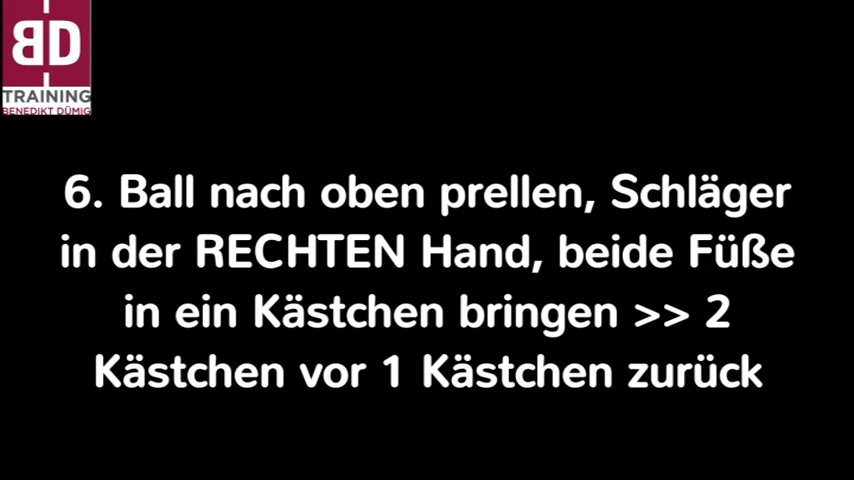 BD
TRAINING
BENEDIKT DÜMIG
6. Ball nach oben prellen, Schläger
in der RECHTEN Hand, beide Füße
in ein Kästchen bringen >> 2
Kästchen vor 1 Kästchen zurück